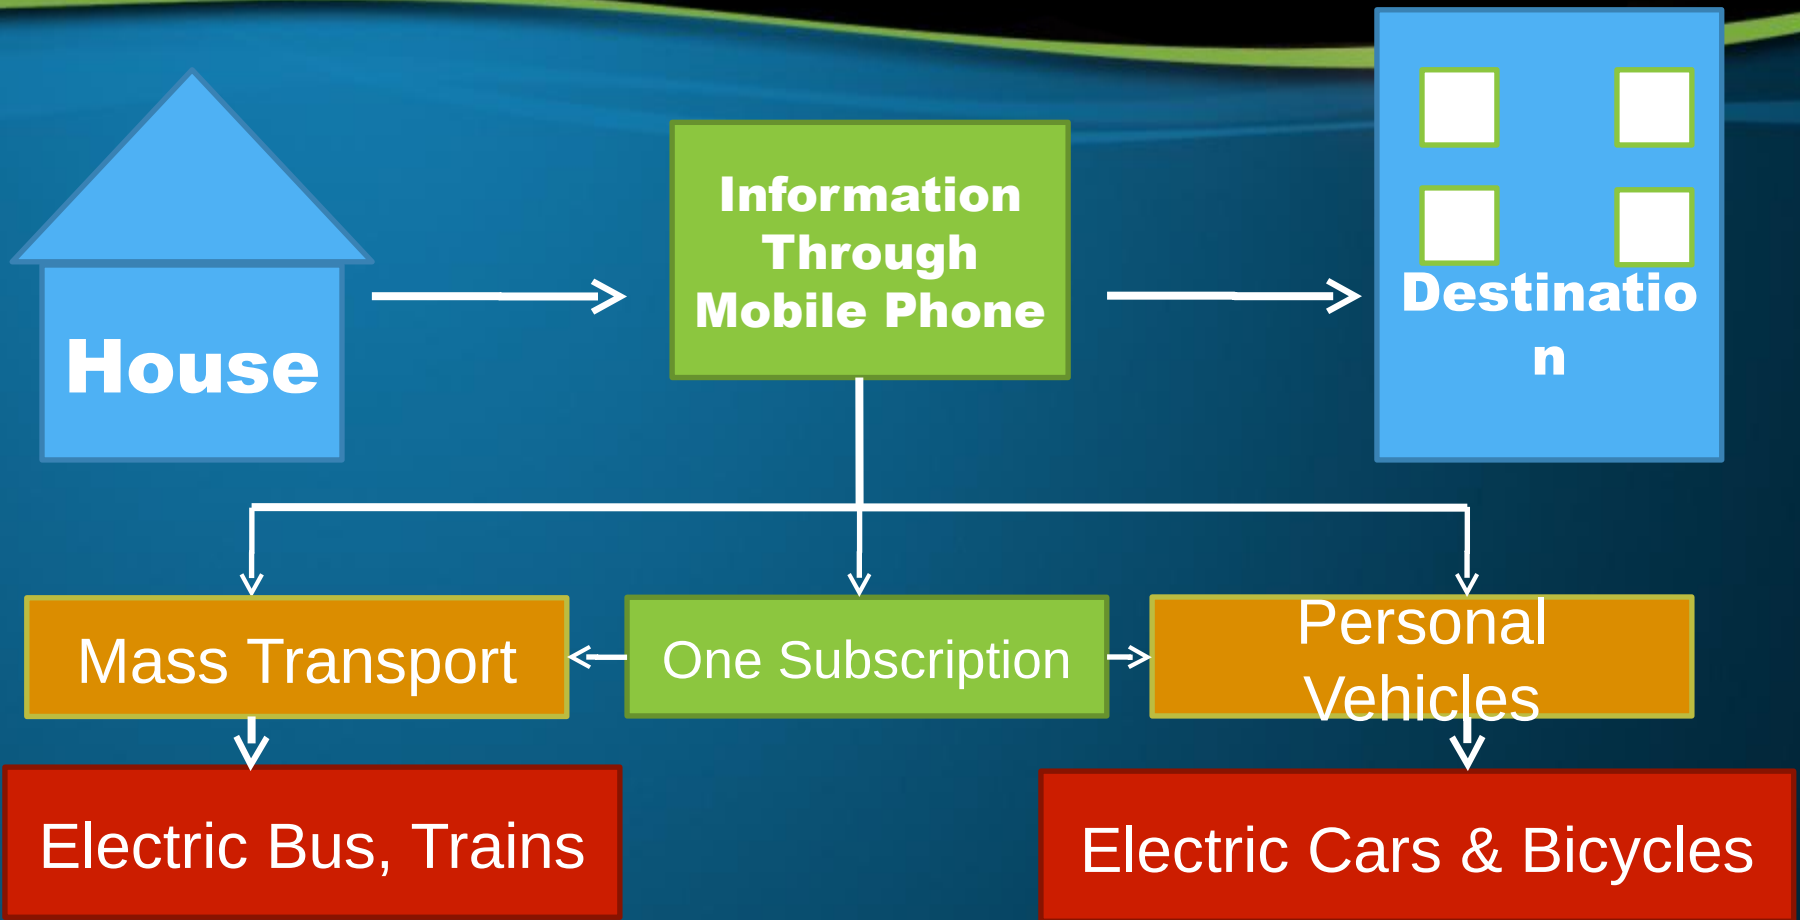 House
Information
Through
Mobile Phone
Destinatio
n
Mass Transport
One Subscription
Personal
Vehicles
Electric Bus, Trains
Electric Cars & Bicycles